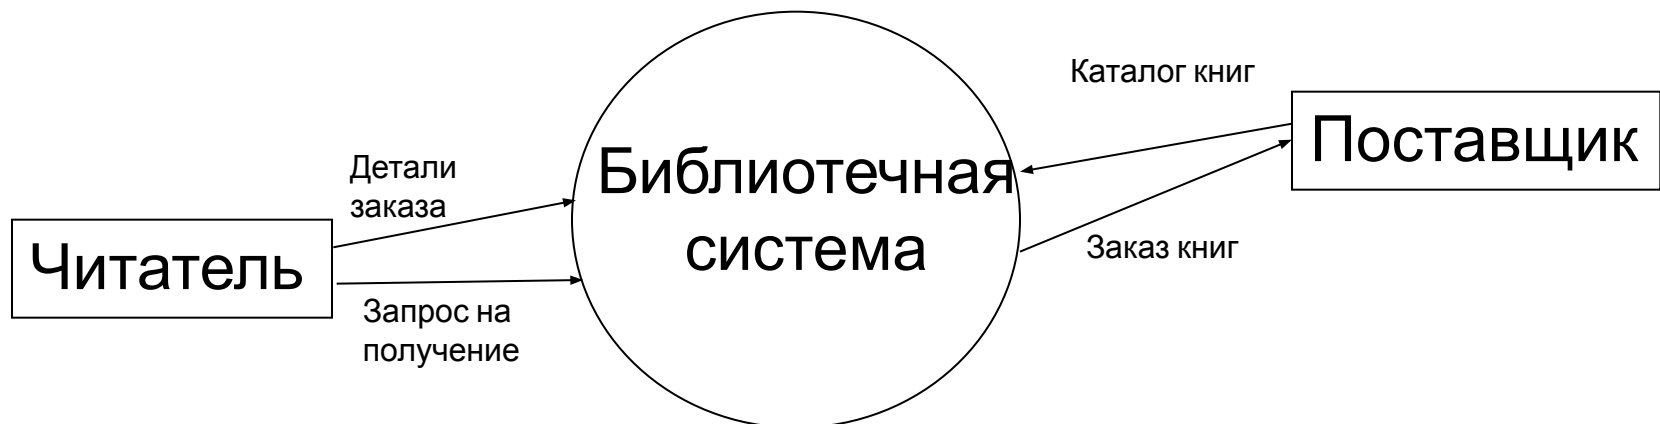 Каталог книг
Поставщик
Детали
заказа
Библиотечная
система
Заказ книг
Читатель
Запрос на
получение